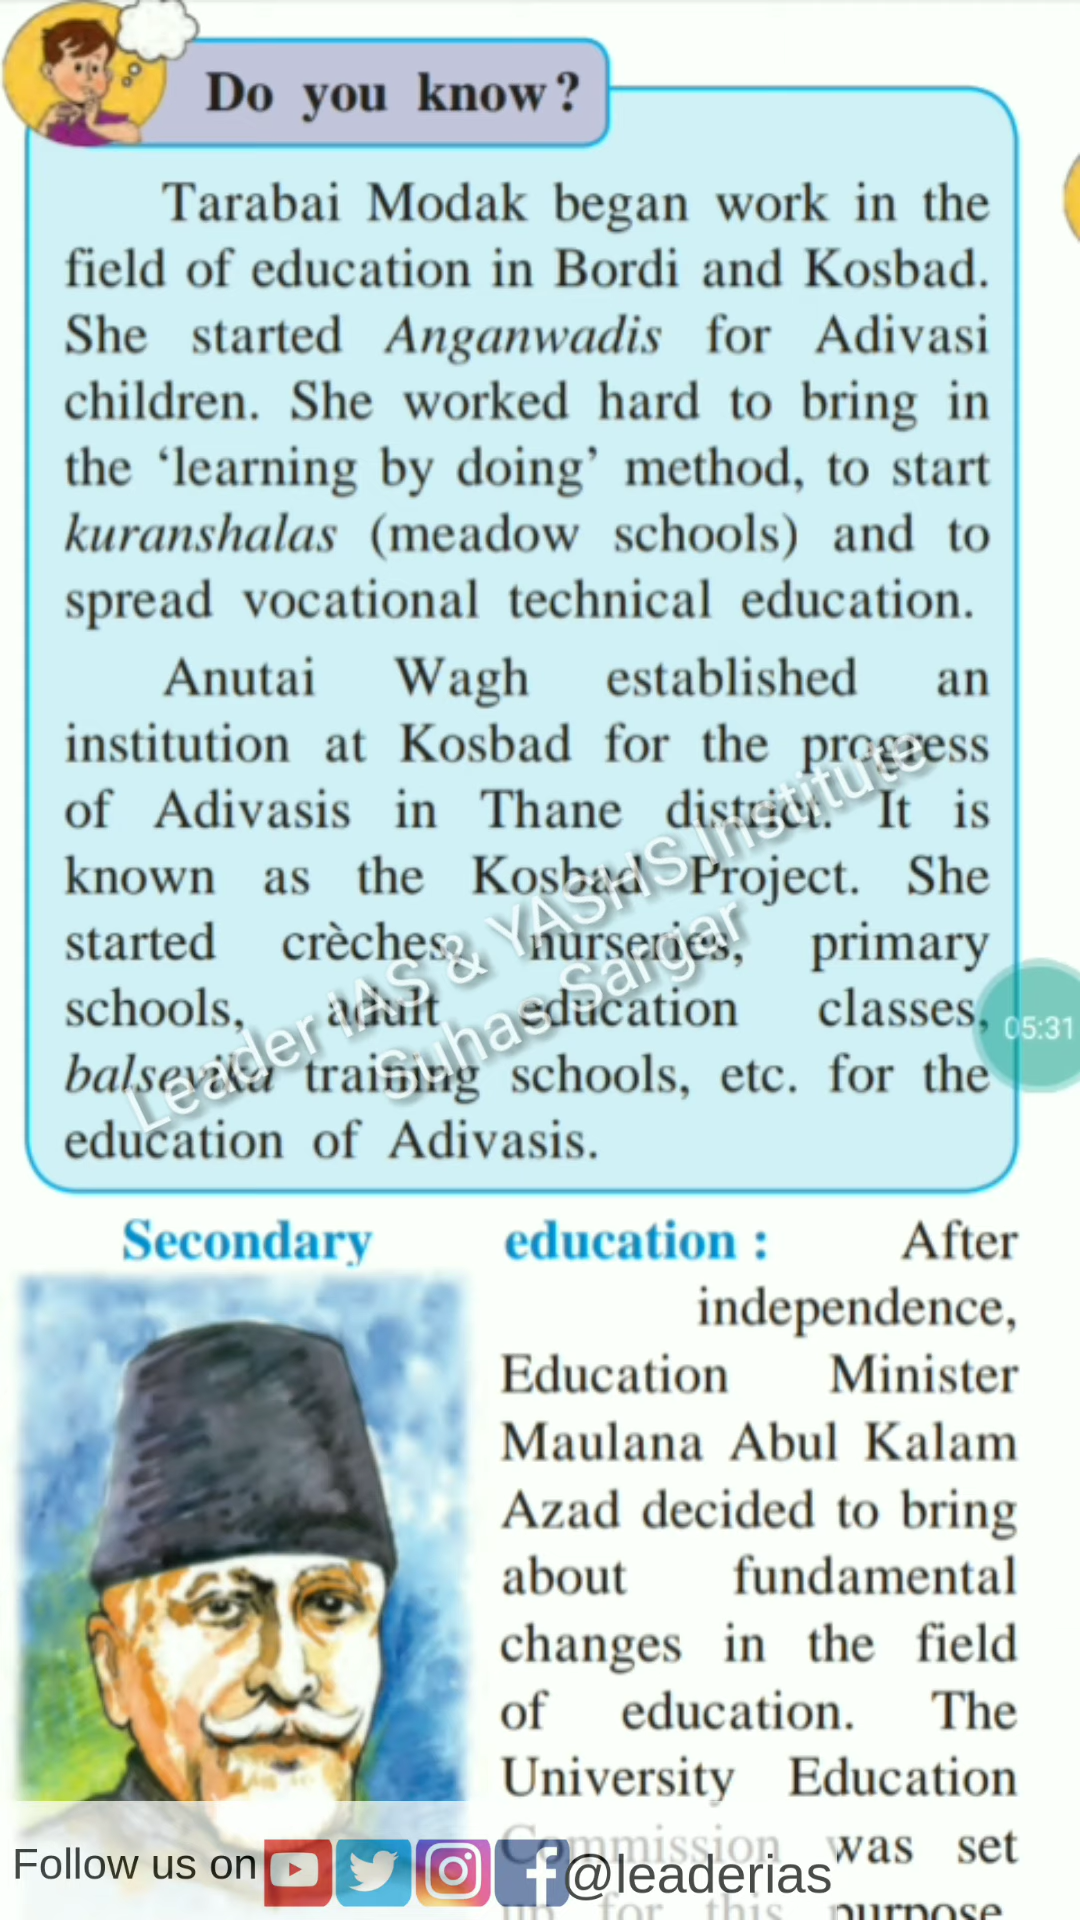 Do you know?
Tarabai Modak began work in the
field of education in Bordi and Kosbad.
She started Anganwadis for Adivasi
children. She worked hard to bring in
the ‘learning by doing’ method, to start
kuranshalas (meadow schools) and to
spread vocational technical education.
Anutai Wagh established an
institution at Kosbad for the progress
of Adivasis in Thane district. It is
known as the Kosbad Project. She
started crèches, nurseries, primary
schools, adult education classes,
balsevika training schools, etc. for the
education of Adivasis.
Leader IAS & YASHS Institute
Suhas Sargar
05:31
Secondary education : After
independence,
Education Minister
Maulana Abul Kalam
Azad decided to bring
about fundamental
changes in the field
of education. The
University Education
Commission was set
up for this purpose
Follow us on
@leaderias